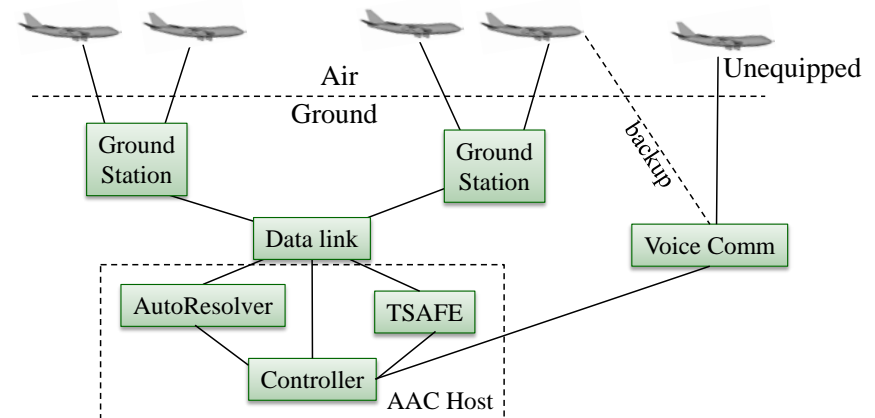 Unequipped
Air
Ground
Ground
Station
Ground
Station
backup
Data link
Voice Comm
AutoResolver
TSAFE
Controller
AAC Host